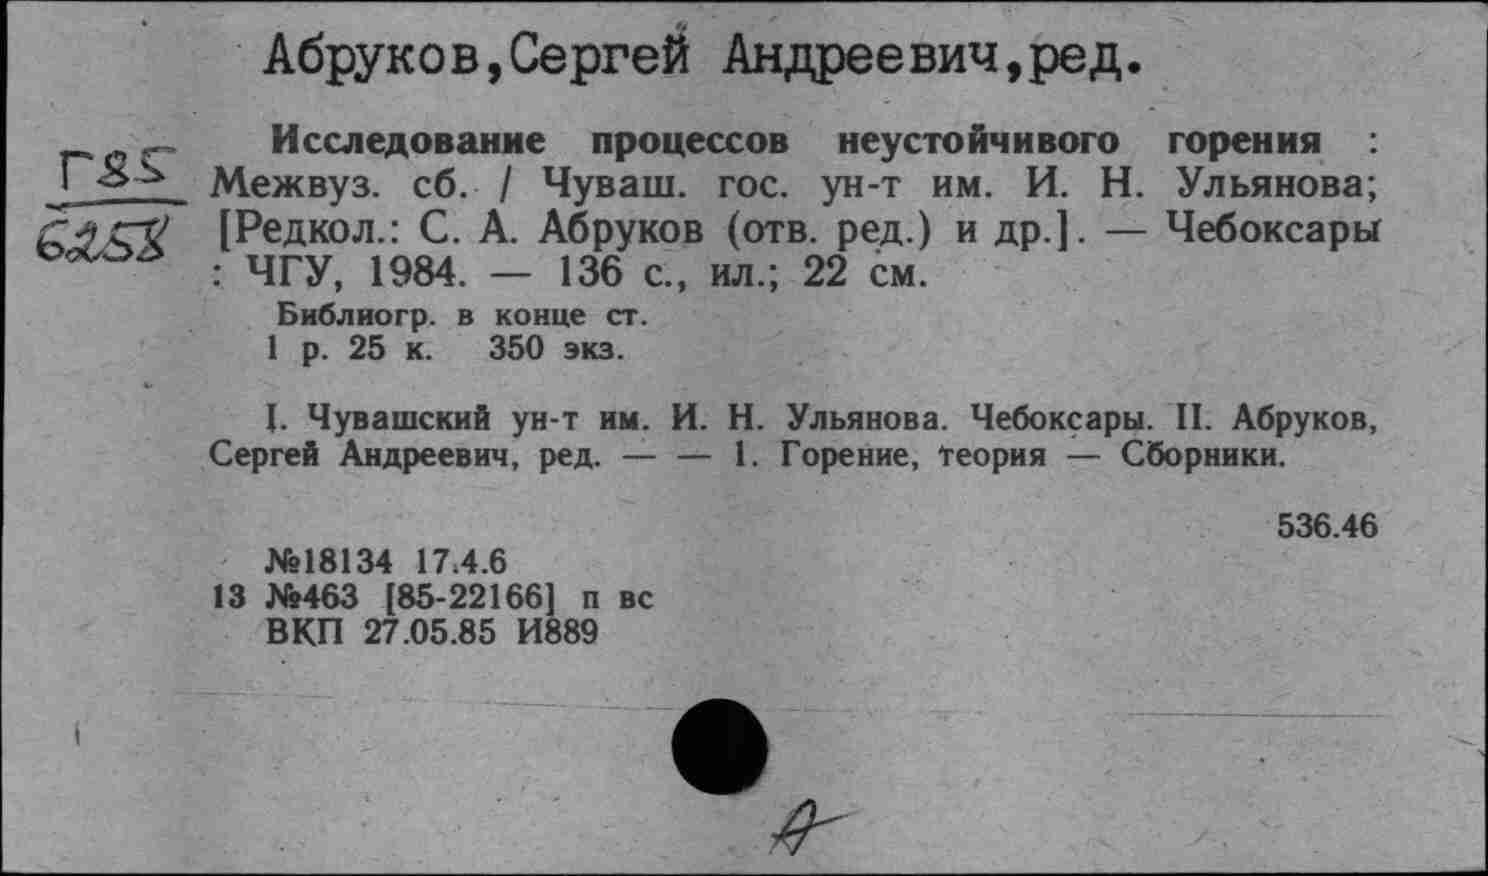 Абруков,Сергей Андреевич,ред.
Исследование процессов неустойчивого горения :
Г85
Межвуз. сб. / Чуваш. гос. ун-т им. И. Н. Ульянова;
6258
[Редкол.: С. А. Абруков (отв. ред.) и др.]. — Чебоксары
: ЧГУ, 1984. — 136 с., ил.; 22 см.
Библиогр. в конце ст.
1 р. 25 к. 350 экз.
I. Чувашский ун-т им. И. Н. Ульянова. Чебоксары. II. Абруков,
Сергей Андреевич, ред. — — 1. Горение, теория — Сборники.
536.46
№18134 17.4.6
13 №463 [85-22166] п вс
ВКП 27.05.85 И889